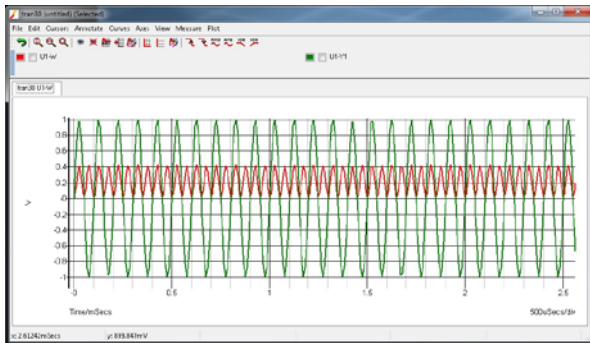 tran30 (untitled) (Selected)
File Edit Cursors Annotate Curves Axes View Measure Plot
U1-W
U1-Y1
tran30 U1-W
1
0.8
0.6
0.4
0.2
-0
-0.2
-0.4
-0.6
-0.8
-1
V
-0
0.5
1
1.5
2
2.5
Time/mSecs
500uSecs/div
x: 2.61242mSecs
y: 899.847mV